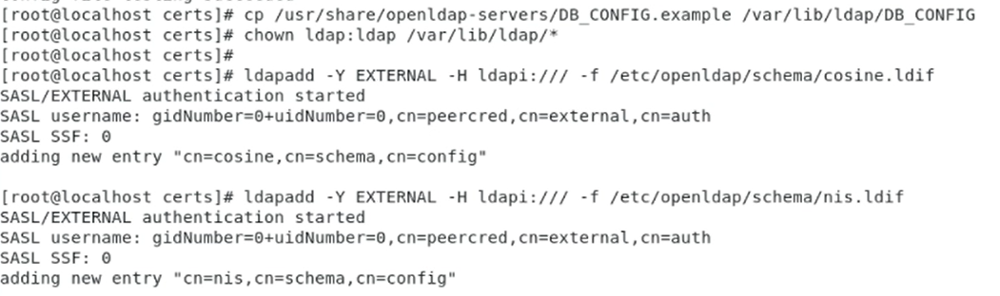 [root@localhost certs]# cp /usr/share/openldap-servers/DB_CONFIG.example /var/lib/ldap/DB_CONFIG
[root@localhost certs]# chown ldap:ldap /var/lib/ldap/*
[root@localhost certs]#
[root@localhost certs]# ldapadd -Y EXTERNAL -H ldapi:/// -f /etc/openldap/schema/cosine.ldif
SASL/EXTERNAL authentication started
SASL username: gidNumber=0+uidNumber=0,cn=peercred,cn=external,cn=auth
SASL SSF: 0
adding new entry "cn=cosine,cn=schema,cn=config"
[root@localhost certs]# ldapadd -Y EXTERNAL -H ldapi:/// -f /etc/openldap/schema/nis.ldif
SASL/EXTERNAL authentication started
SASL username: gidNumber=0+uidNumber=0,cn=peercred,cn=external,cn=auth
SASL SSF: 0
adding new entry "cn=nis,cn=schema,cn=config"